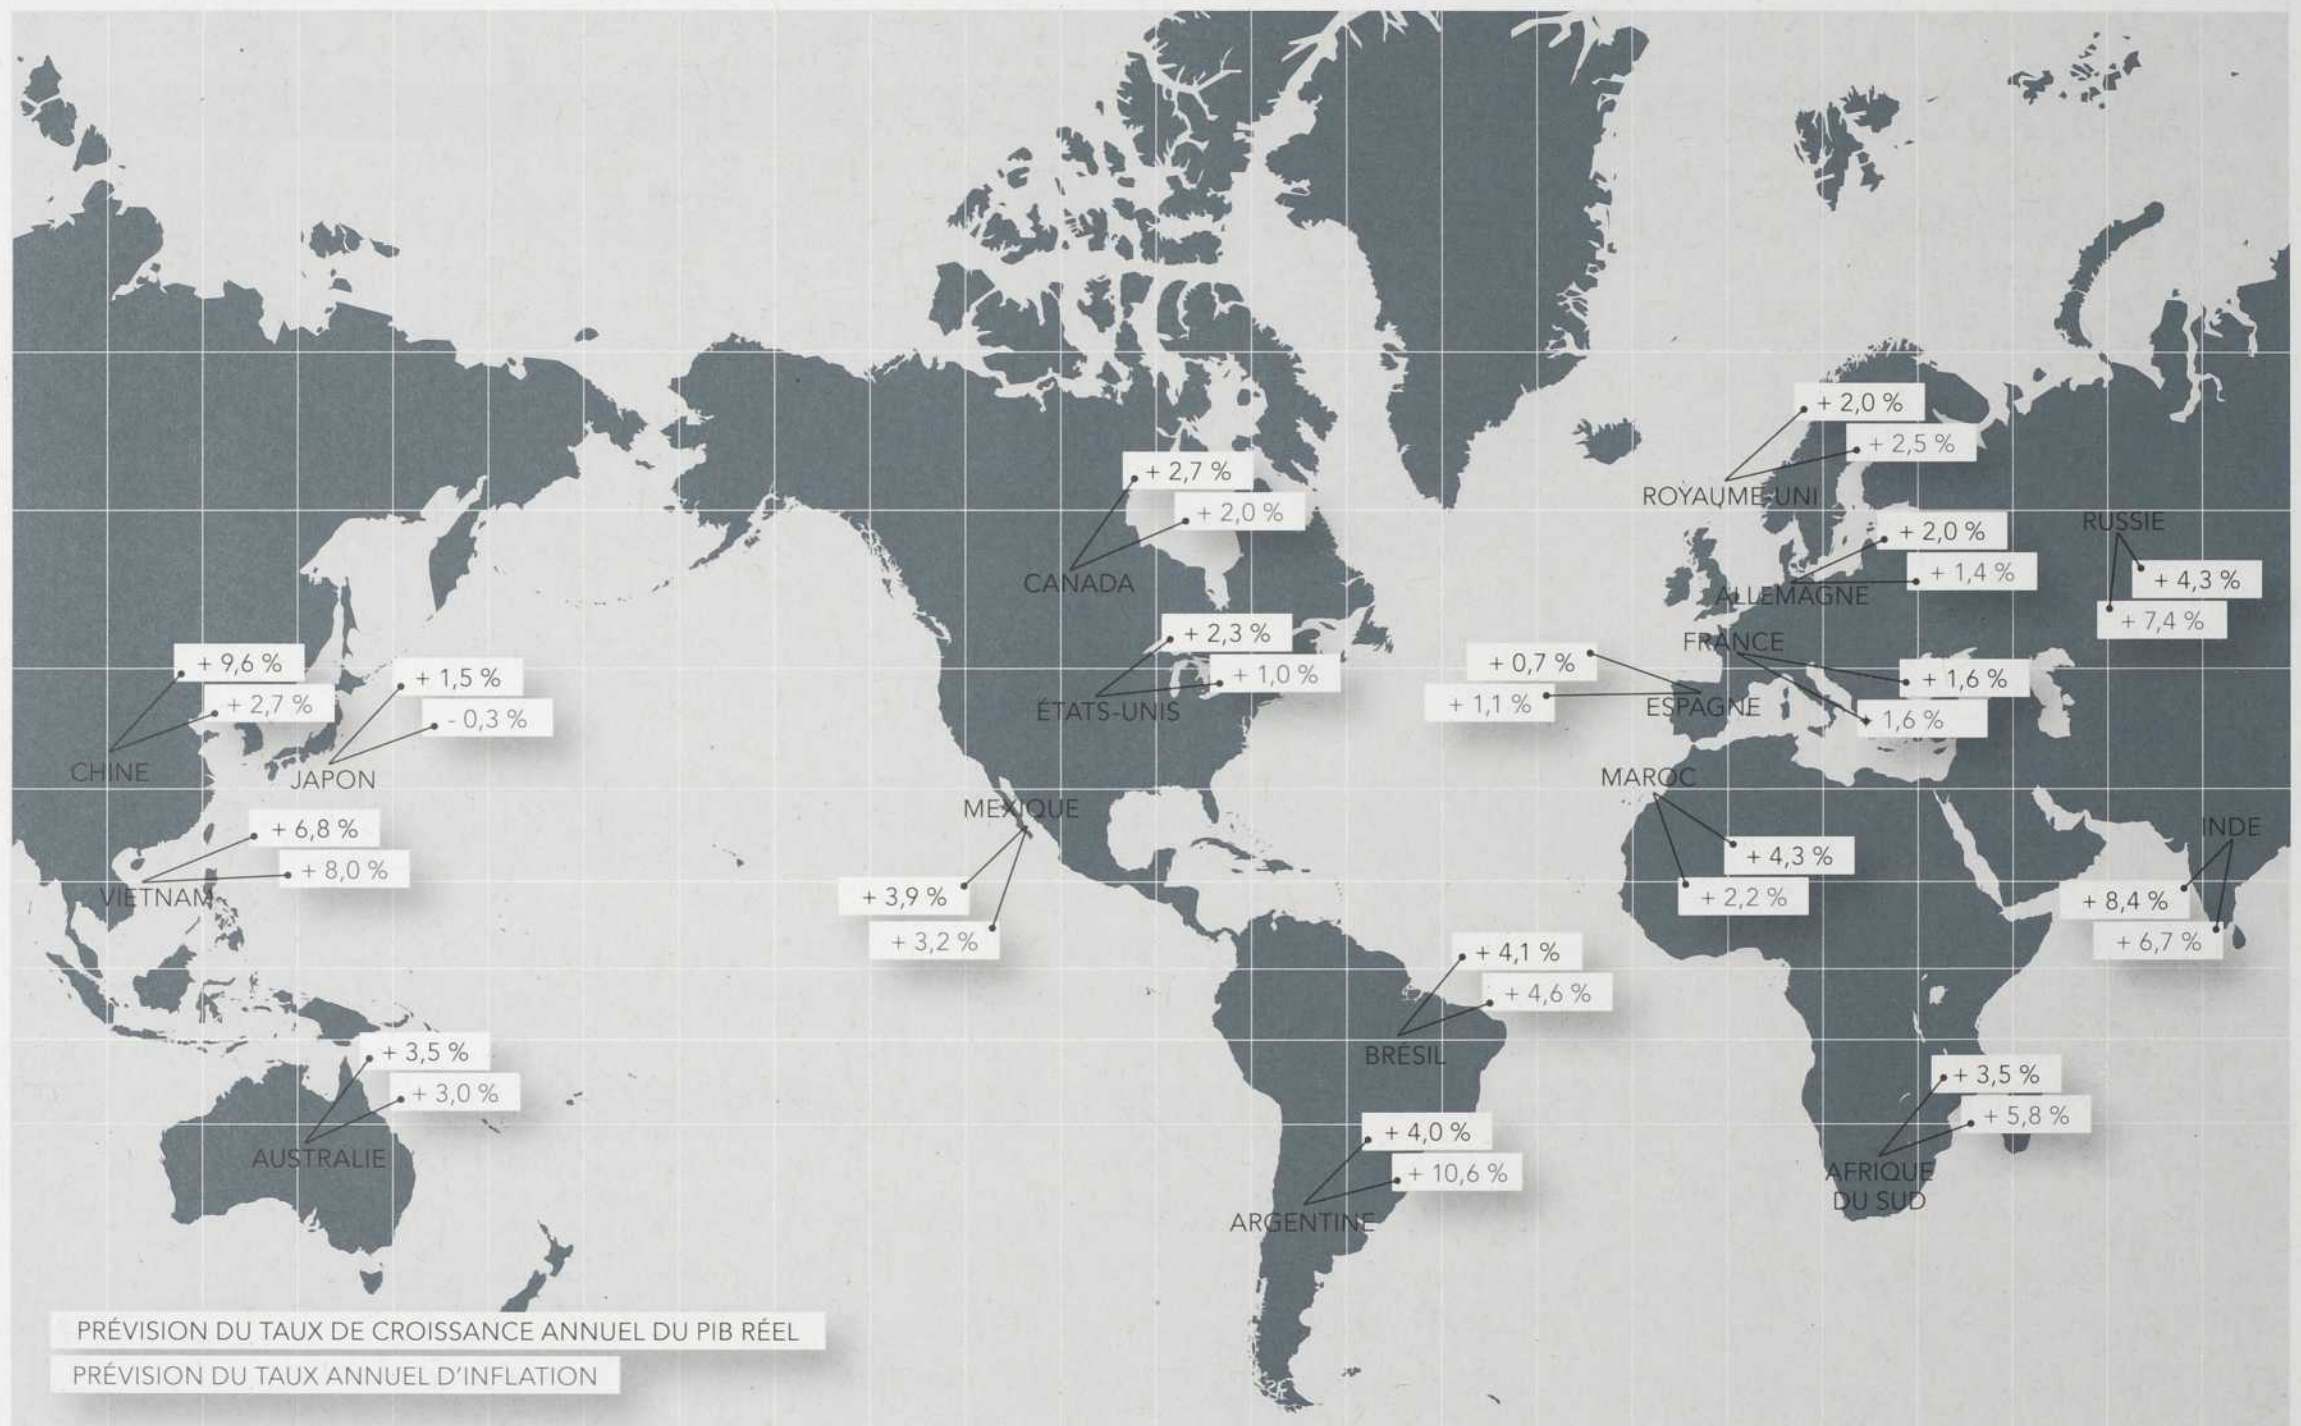 + 2,0 %
+ 2,5 %
ROYAUME-UNI
+ 2,7 %
+ 2,0 %
CANADA
+ 2,0 %
+ 1,4 %
ALLEMAGNE
RUSSIE
+ 4,3 %
+ 7,4 %
+ 2,3 %
+ 1,0 %
ÉTATS-UNIS
FRANCE
+ 1,6 %
1,6 %
+ 0,7 %
+ 1,1 %
ESPAGNE
+ 9,6 %
+ 2,7 %
CHINE
+ 1,5 %
- 0,3 %
JAPON
MAROC
+ 4,3 %
+ 2,2 %
MEXIQUE
+ 3,9 %
+ 3,2 %
+ 6,8 %
+ 8,0 %
VIETNAM
INDE
+ 8,4 %
+ 6,7 %
+ 4,1 %
+ 4,6 %
BRÉSIL
+ 3,5 %
+ 3,0 %
AUSTRALIE
+ 3,5 %
+ 5,8 %
AFRIQUE
DU SUD
+ 4,0 %
+ 10,6 %
ARGENTINE
PRÉVISION DU TAUX DE CROISSANCE ANNUEL DU PIB RÉEL
PRÉVISION DU TAUX ANNUEL D'INFLATION